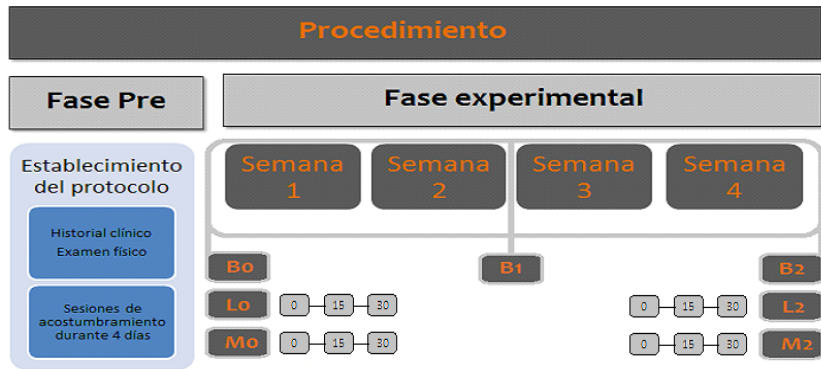 Procedimiento
Fase Pre
Fase experimental
Establecimiento
del protocolo
Historial clínico
Examen físico
Sesiones de
acostumbramiento
durante 4 días
Semana
1
Semana
2
Semana
3
Semana
4
B0
B1
B2
L0
0 15 30
0 15 30
L2
M0
0 15 30
0 15 30
M2